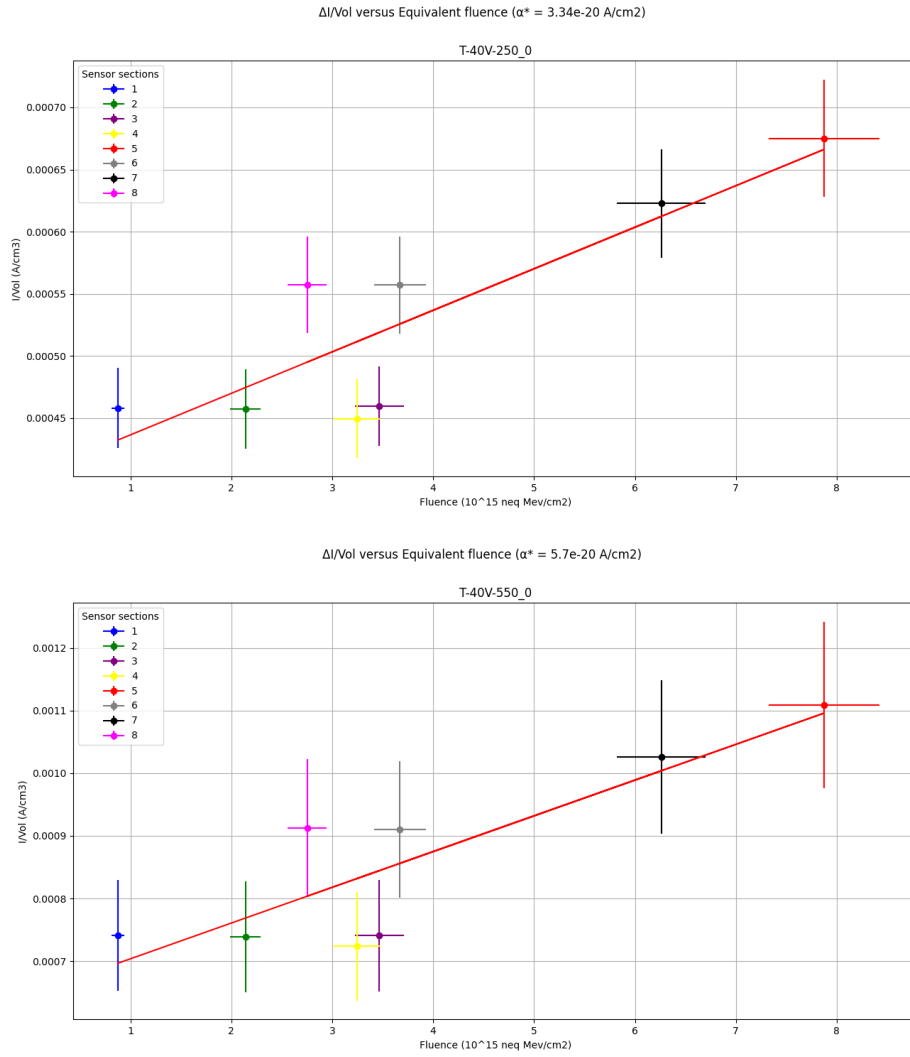 ΔI/Vol versus Equivalent fluence (α* = 3.34e-20 A/cm2)
T-40V-250_0
Sensor sections
1
2
3
4
5
6
7
8
0.00070
0.00065
0.00060
0.00055
0.00050
0.00045
I/Vol (A/cm3)
1 2 3 4 5 6 7 8
Fluence (10^15 neq Mev/cm2)
ΔI/Vol versus Equivalent fluence (α* = 5.7e-20 A/cm2)
T-40V-550_0
Sensor sections
1
2
3
4
5
6
7
8
0.0012
0.0011
0.0010
0.0009
0.0008
0.0007
I/Vol (A/cm3)
1 2 3 4 5 6 7 8
Fluence (10^15 neq Mev/cm2)